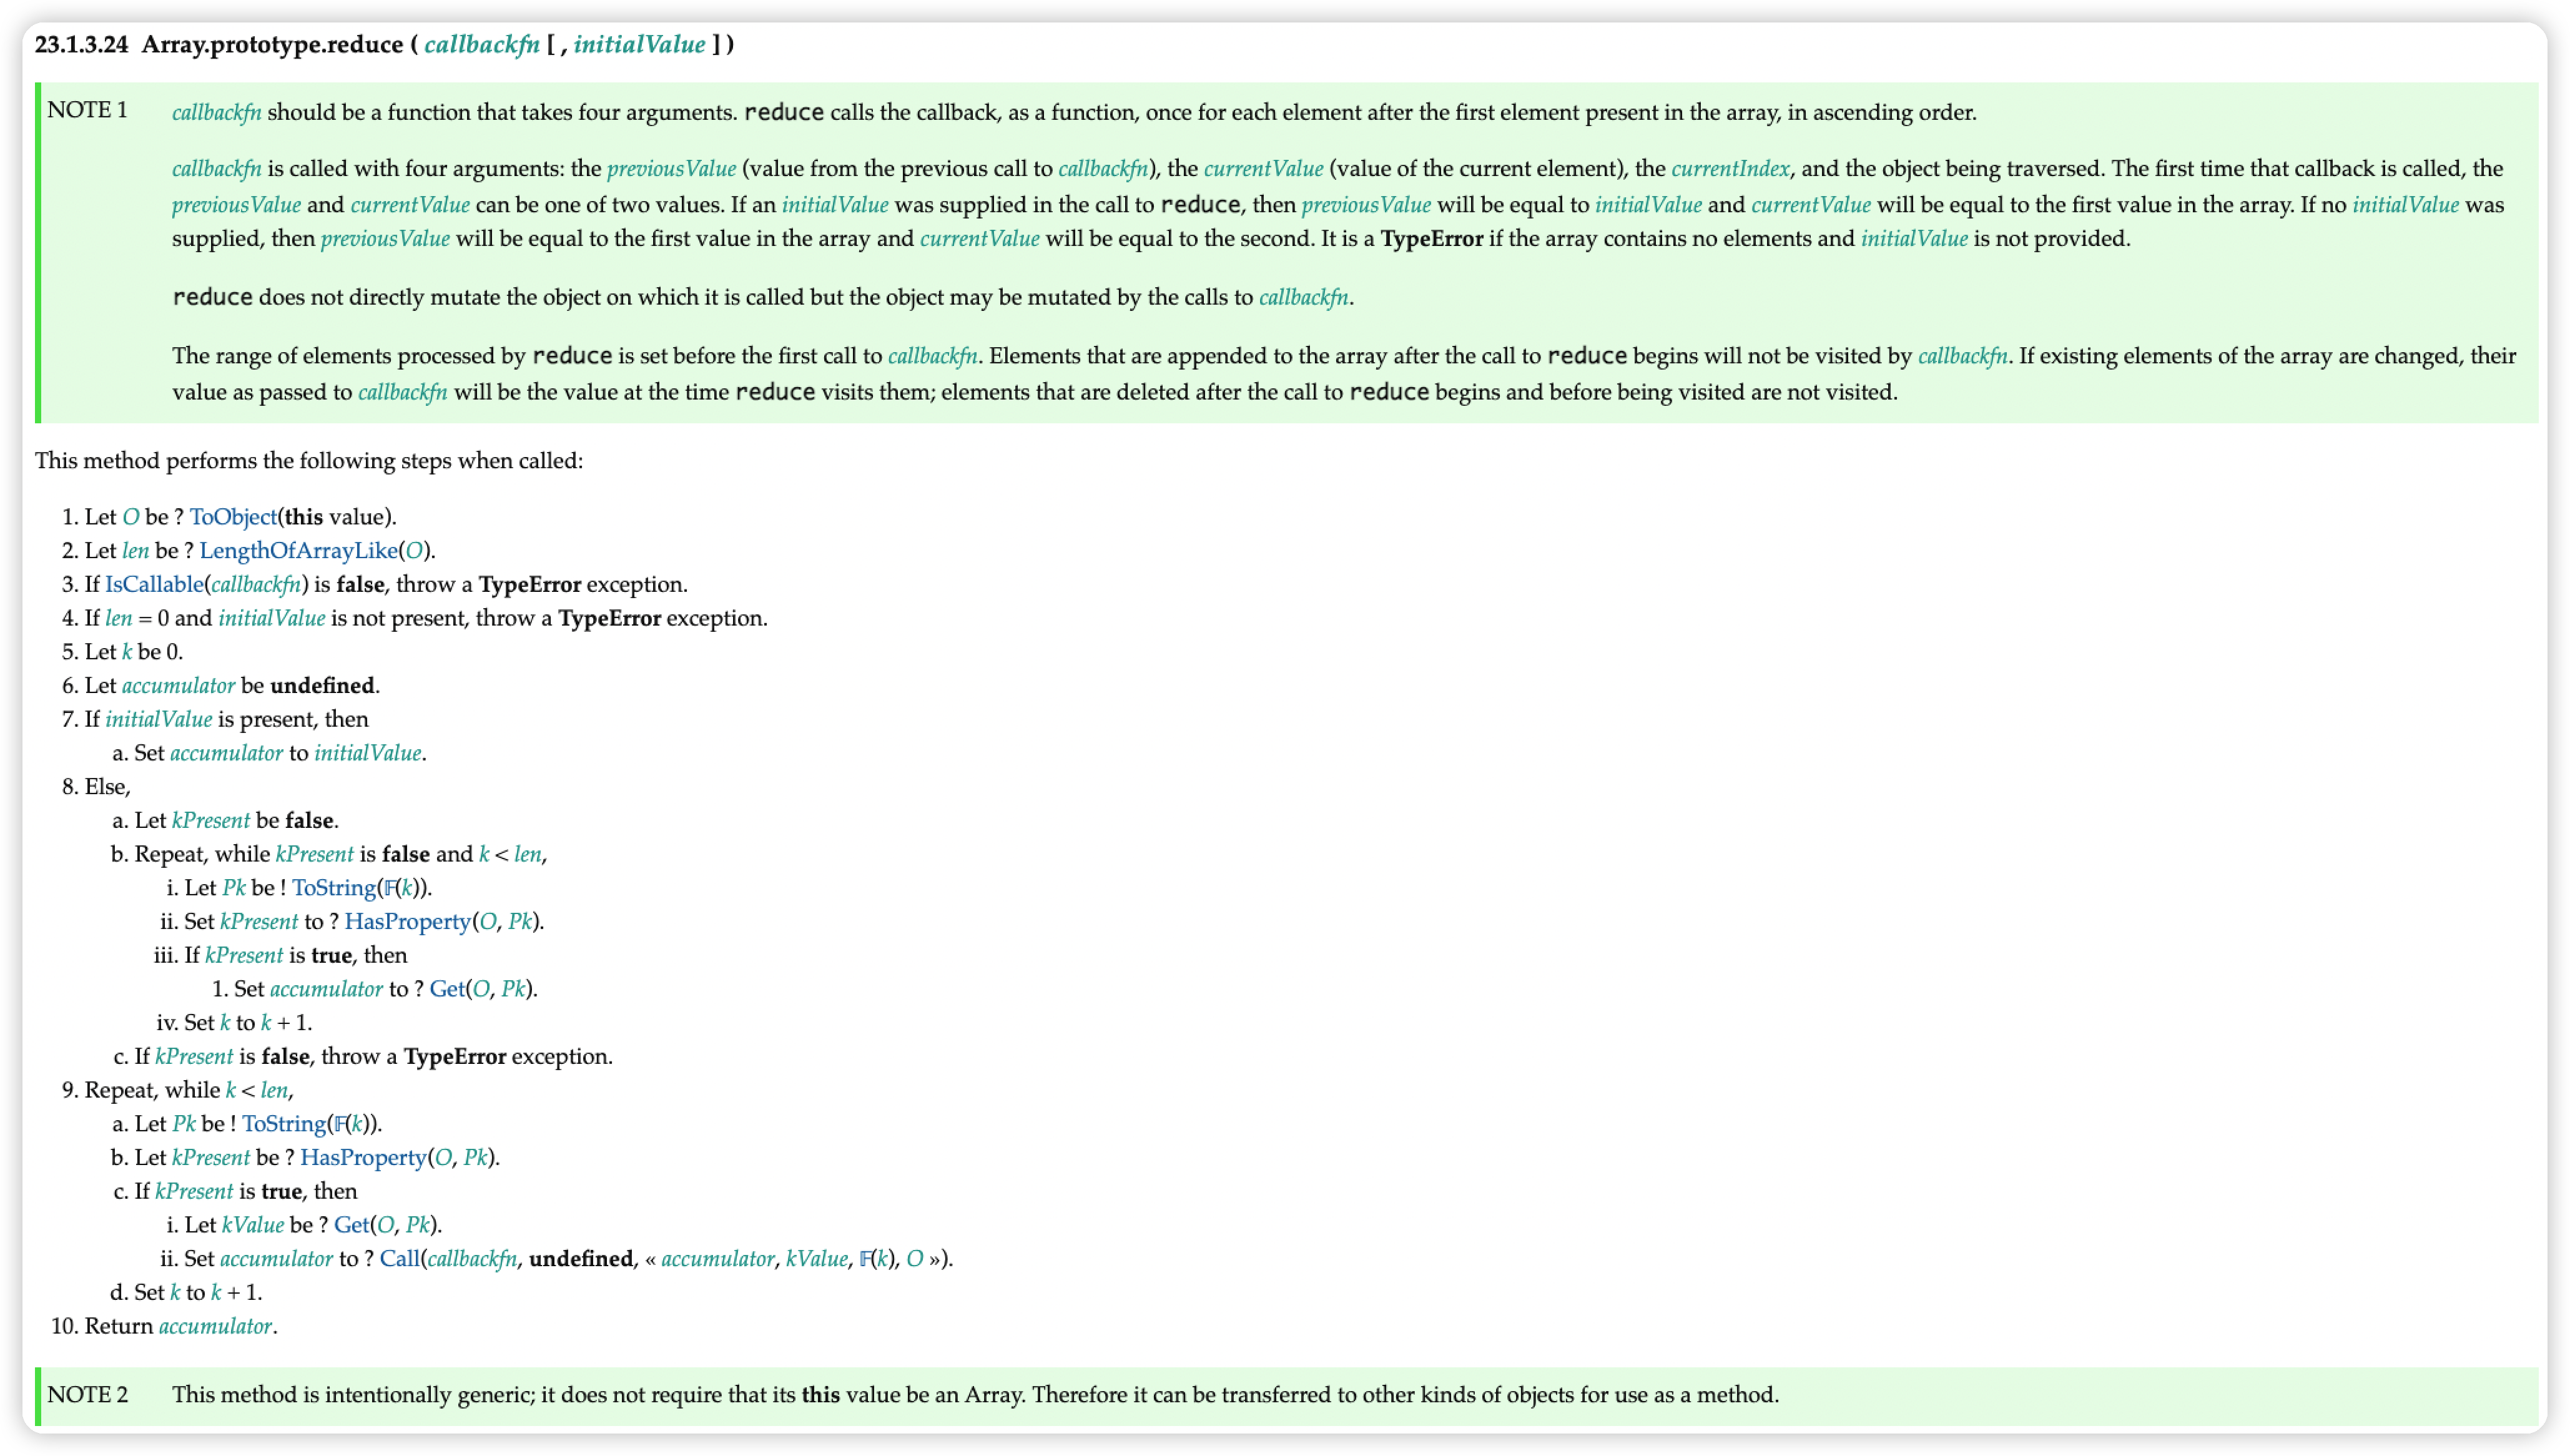 23.1.3.24 Array.prototype.reduce ( callbackfn [ , initialValue ] )
NOTE 1 callbackfn should be a function that takes four arguments. reduce calls the callback, as a function, once for each element after the first element present in the array, in ascending order.
callbackfn is called with four arguments: the previousValue (value from the previous call to callbackfn), the currentValue (value of the current element), the currentIndex, and the object being traversed. The first time that callback is called, the
previousValue and currentValue can be one of two values. If an initialValue was supplied in the call to reduce, then previousValue will be equal to initialValue and currentValue will be equal to the first value in the array. If no initialValue was
supplied, then previousValue will be equal to the first value in the array and currentValue will be equal to the second. It is a TypeError if the array contains no elements and initialValue is not provided.
reduce does not directly mutate the object on which it is called but the object may be mutated by the calls to callbackfn.
The range of elements processed by reduce is set before the first call to callbackfn. Elements that are appended to the array after the call to reduce begins will not be visited by callbackfn. If existing elements of the array are changed, their
value as passed to callbackfn will be the value at the time reduce visits them; elements that are deleted after the call to reduce begins and before being visited are not visited.
This method performs the following steps when called:
1. Let O be ? ToObject(this value).
2. Let len be ? LengthOfArrayLike(O).
3. If IsCallable(callbackfn) is false, throw a TypeError exception.
4. If len = 0 and initialValue is not present, throw a TypeError exception.
5. Let k be 0.
6. Let accumulator be undefined.
7. If initialValue is present, then
a. Set accumulator to initialValue.
8. Else,
a. Let kPresent be false.
b. Repeat, while kPresent is false and k < len,
i. Let Pk be ! ToString(𝔽(k)).
ii. Set kPresent to ? HasProperty(O, Pk).
iii. If kPresent is true, then
1. Set accumulator to ? Get(O, Pk).
iv. Set k to k + 1.
c. If kPresent is false, throw a TypeError exception.
9. Repeat, while k < len,
a. Let Pk be ! ToString(𝔽(k)).
b. Let kPresent be ? HasProperty(O, Pk).
c. If kPresent is true, then
i. Let kValue be ? Get(O, Pk).
ii. Set accumulator to ? Call(callbackfn, undefined, « accumulator, kValue, 𝔽(k), O »).
d. Set k to k + 1.
10. Return accumulator.
NOTE 2 This method is intentionally generic; it does not require that its this value be an Array. Therefore it can be transferred to other kinds of objects for use as a method.